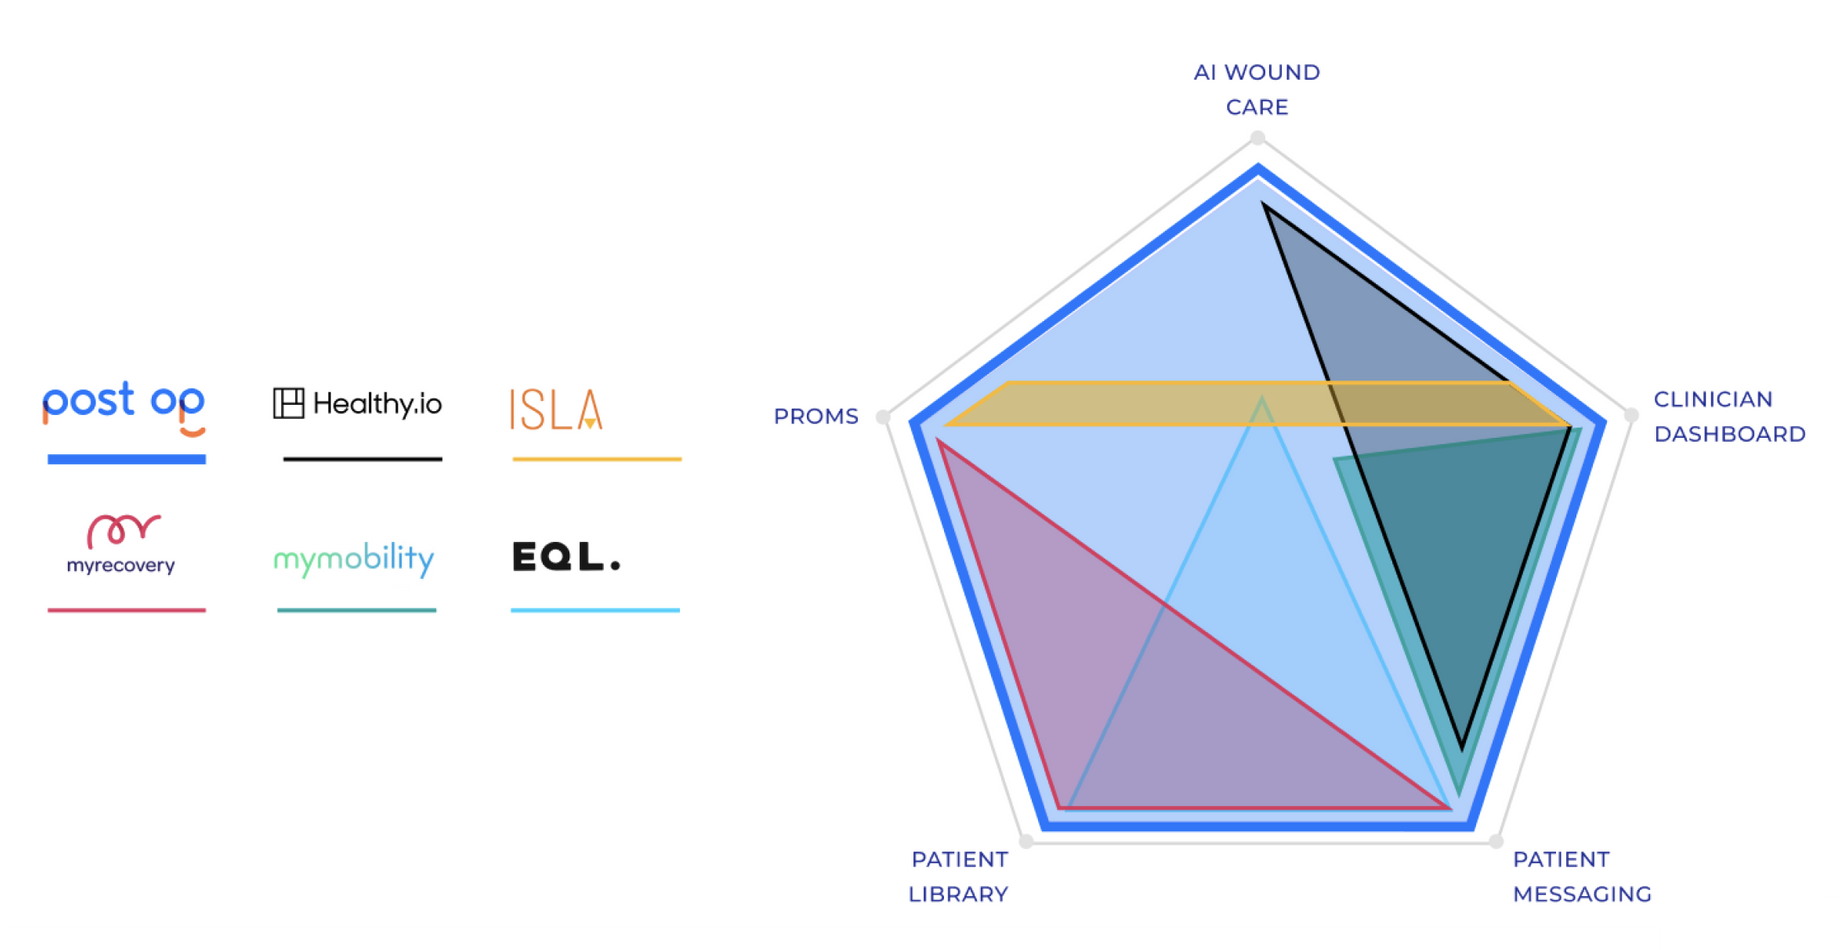 post op
Healthy.io
ISLA
myrecovery
mymobility
EQL.
AI WOUND
CARE
PROMS
CLINICIAN
DASHBOARD
PATIENT
LIBRARY
PATIENT
MESSAGING